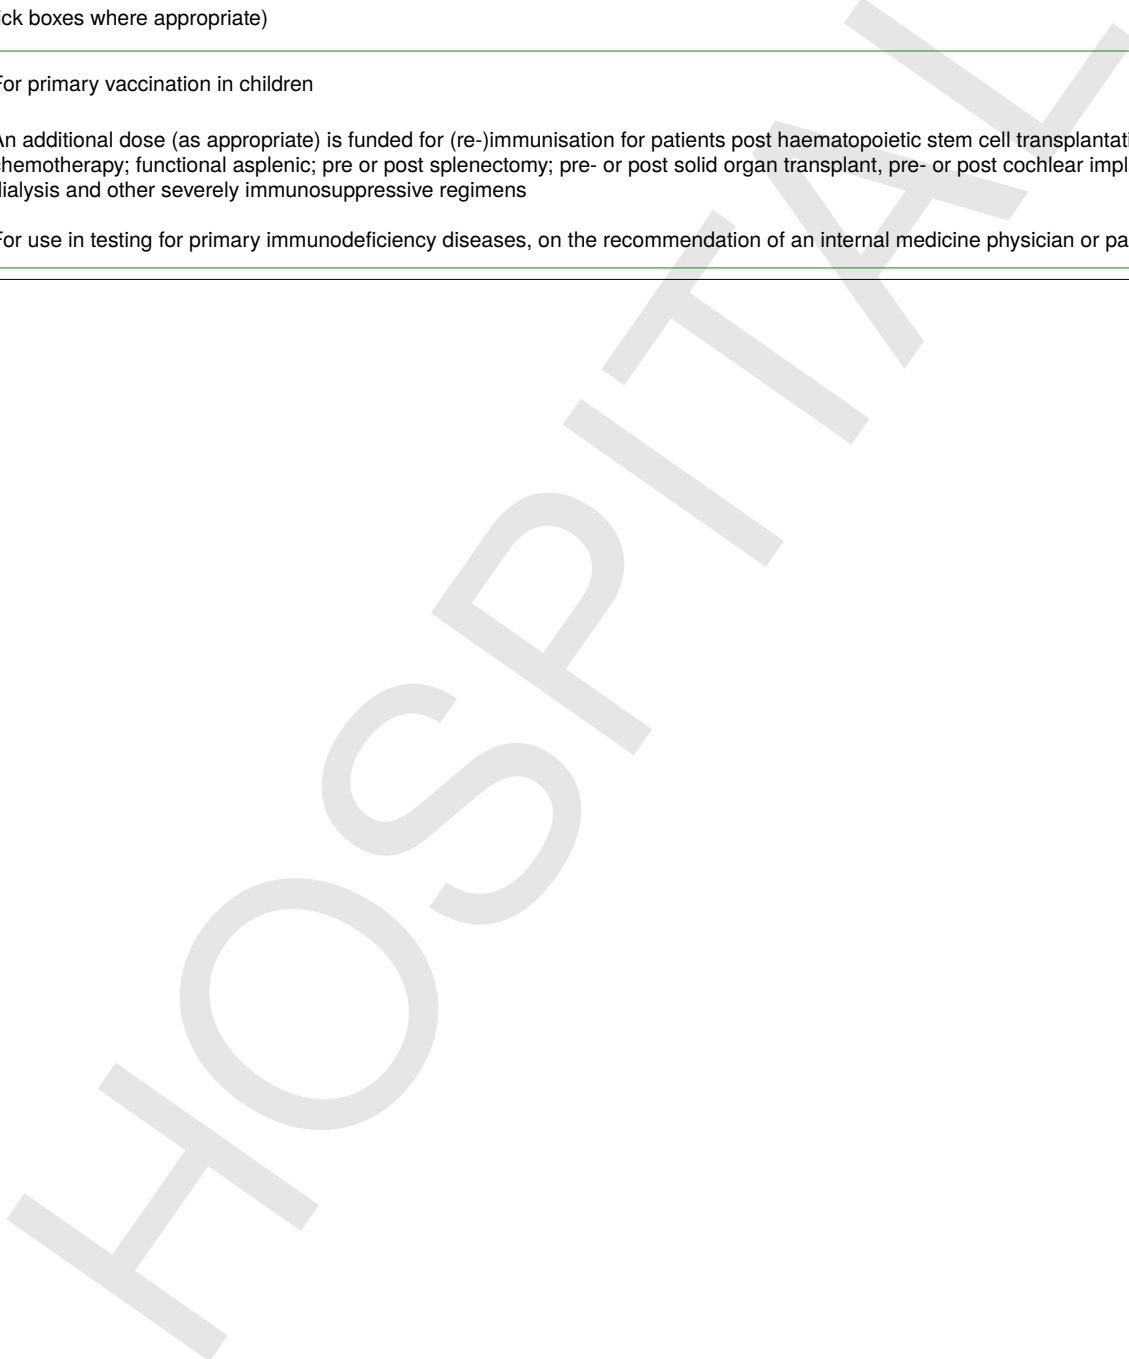 ick boxes where appropriate)
For primary vaccination in children
An additional dose (as appropriate) is funded for (re-)immunisation for patients post haematopoietic stem cell transplantati
chemotherapy; functional asplenic; pre or post splenectomy; pre- or post solid organ transplant, pre- or post cochlear impl
dialysis and other severely immunosuppressive regimens
For use in testing for primary immunodeficiency diseases, on the recommendation of an internal medicine physician or pa
HOSPITAL